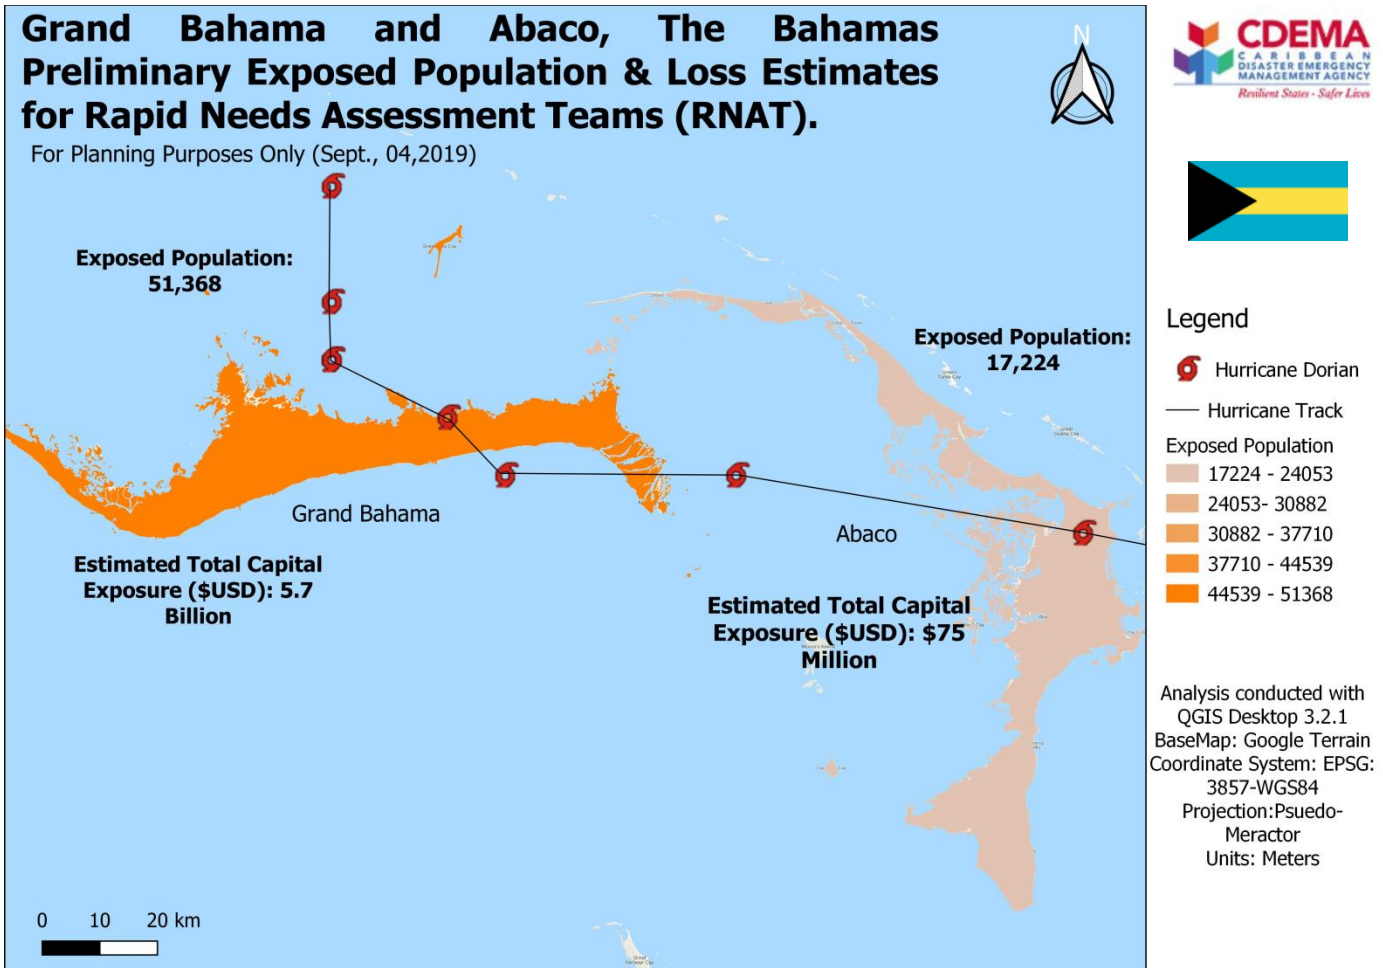 Grand Bahama and Abaco, The Bahamas
Preliminary Exposed Population & Loss Estimates
for Rapid Needs Assessment Teams (RNAT).
For Planning Purposes Only (Sept., 04,2019)
N
Exposed Population:
51,368
Exposed Population:
17,224
Grand Bahama
Abaco
Estimated Total Capital
Exposure ($USD): 5.7
Billion
Estimated Total Capital
Exposure ($USD): $75
Million
0 10 20 km
CDEMA
CARIBBEAN
DISASTER EMERGENCY
MANAGEMENT AGENCY
Resilient States - Safer Lives
Legend
Hurricane Dorian
Hurricane Track
Exposed Population
17224 - 24053
24053- 30882
30882 - 37710
37710 - 44539
44539 - 51368
Analysis conducted with
QGIS Desktop 3.2.1
BaseMap: Google Terrain
Coordinate System: EPSG:
3857-WGS84
Projection:Psuedo-
Meractor
Units: Meters